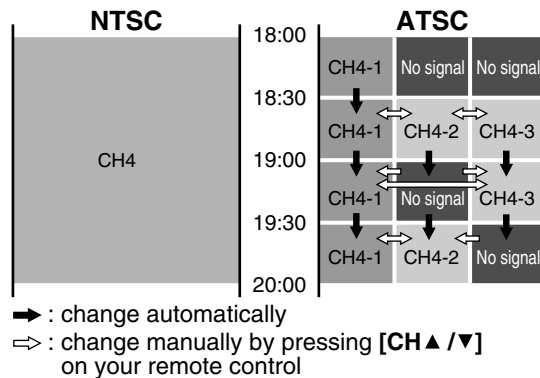 NTSC ATSC
18:00
CH4-1 No signal No signal
18:30
CH4-1 CH4-2 CH4-3
CH4
19:00
CH4-1 No signal CH4-3
19:30
CH4-1 CH4-2 No signal
20:00
➡ : change automatically
⇨ : change manually by pressing [CH▲ /▼]
on your remote control